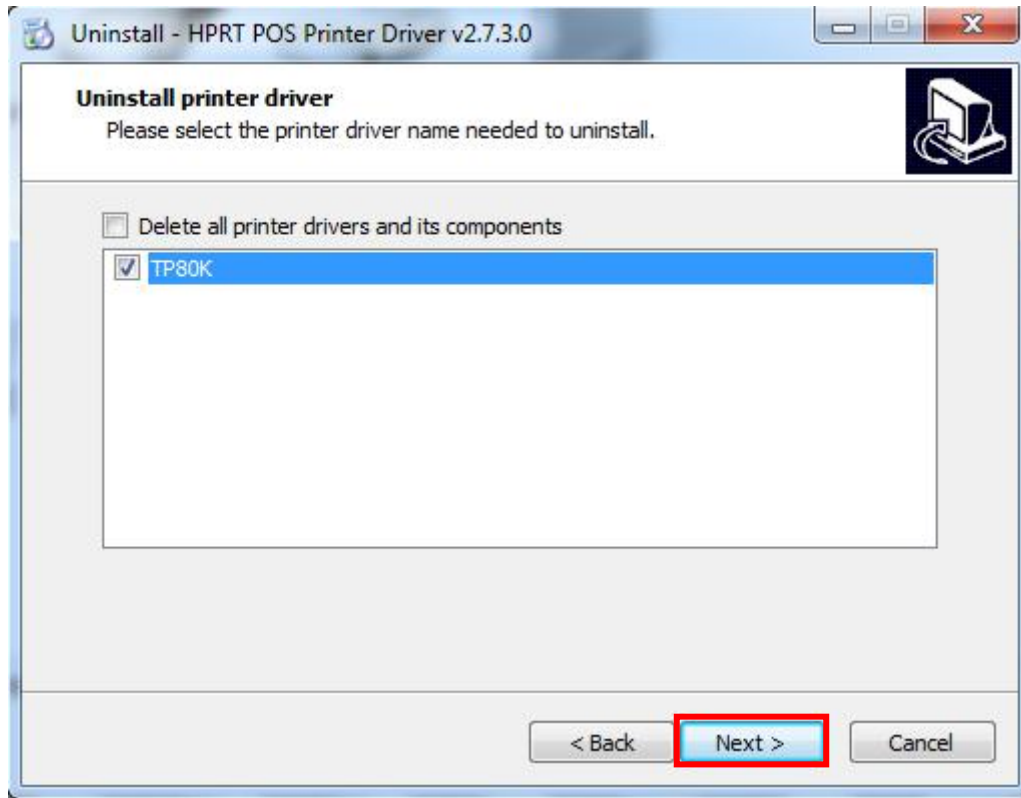 Uninstall - HPRT POS Printer Driver v2.7.3.0
Uninstall printer driver
Please select the printer driver name needed to uninstall.
Delete all printer drivers and its components
TP80K
< Back
Next >
Cancel